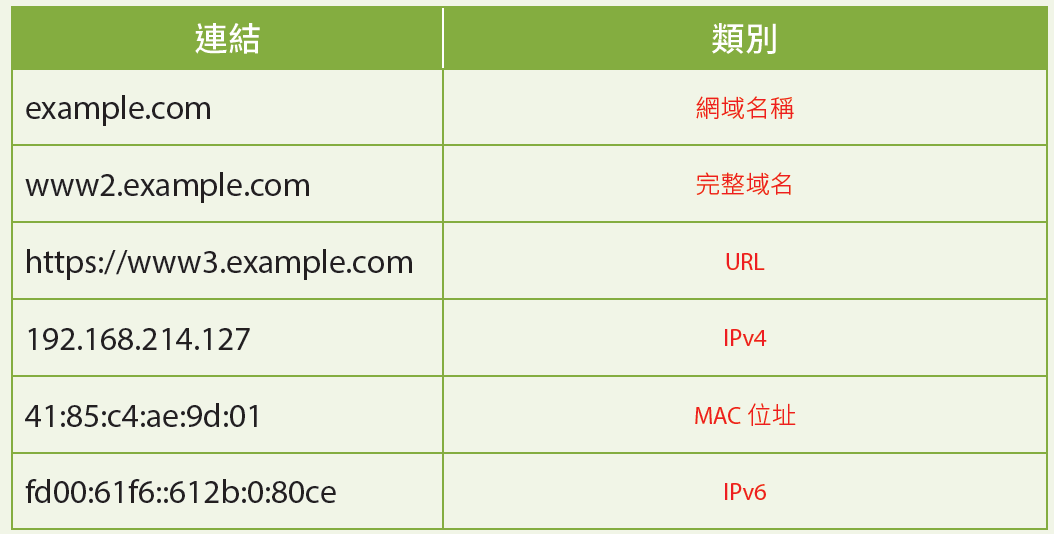 連結 類別
example.com 網域名稱
www2.example.com 完整域名
https://www3.example.com URL
192.168.214.127 IPv4
41:85:c4:ae:9d:01 MAC 位址
fd00:61f6::612b:0:80ce IPv6